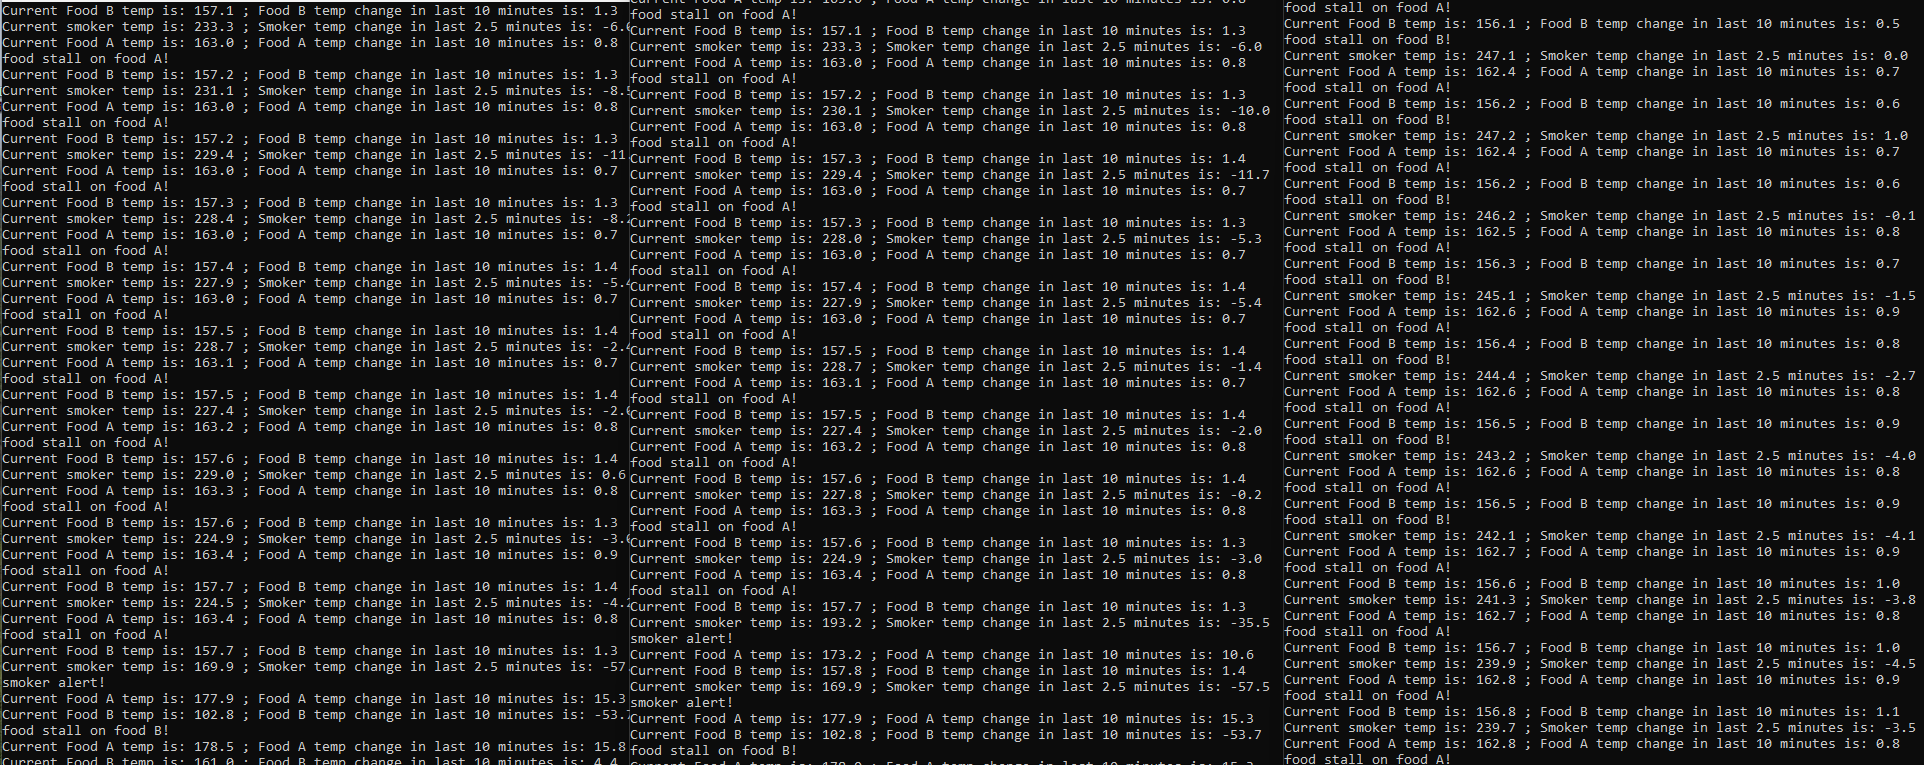 Current Food B temp is: 157.1 ; Food B temp change in last 10 minutes is: 1.3
Current smoker temp is: 233.3 ; Smoker temp change in last 2.5 minutes is: -6.
Current Food A temp is: 163.0 ; Food A temp change in last 10 minutes is: 0.8
food stall on food A!
Current Food B temp is: 157.2 ; Food B temp change in last 10 minutes is: 1.3
Current smoker temp is: 231.1 ; Smoker temp change in last 2.5 minutes is: -8.
Current Food A temp is: 163.0 ; Food A temp change in last 10 minutes is: 0.8
food stall on food A!
Current Food B temp is: 157.2 ; Food B temp change in last 10 minutes is: 1.3
Current smoker temp is: 229.4 ; Smoker temp change in last 2.5 minutes is: -11
Current Food A temp is: 163.0 ; Food A temp change in last 10 minutes is: 0.7
food stall on food A!
Current Food B temp is: 157.3 ; Food B temp change in last 10 minutes is: 1.3
Current smoker temp is: 228.4 ; Smoker temp change in last 2.5 minutes is: -8.
Current Food A temp is: 163.0 ; Food A temp change in last 10 minutes is: 0.7
food stall on food A!
Current Food B temp is: 157.4 ; Food B temp change in last 10 minutes is: 1.4
Current smoker temp is: 227.9 ; Smoker temp change in last 2.5 minutes is: -5.
Current Food A temp is: 163.0 ; Food A temp change in last 10 minutes is: 0.7
food stall on food A!
Current Food B temp is: 157.5 ; Food B temp change in last 10 minutes is: 1.4
Current smoker temp is: 228.7 ; Smoker temp change in last 2.5 minutes is: -2.
Current Food A temp is: 163.1 ; Food A temp change in last 10 minutes is: 0.7
food stall on food A!
Current Food B temp is: 157.5 ; Food B temp change in last 10 minutes is: 1.4
Current smoker temp is: 227.4 ; Smoker temp change in last 2.5 minutes is: -2.
Current Food A temp is: 163.2 ; Food A temp change in last 10 minutes is: 0.8
food stall on food A!
Current Food B temp is: 157.6 ; Food B temp change in last 10 minutes is: 1.4
Current smoker temp is: 229.0 ; Smoker temp change in last 2.5 minutes is: 0.6
Current Food A temp is: 163.3 ; Food A temp change in last 10 minutes is: 0.8
food stall on food A!
Current Food B temp is: 157.6 ; Food B temp change in last 10 minutes is: 1.3
Current smoker temp is: 224.9 ; Smoker temp change in last 2.5 minutes is: -3.
Current Food A temp is: 163.4 ; Food A temp change in last 10 minutes is: 0.9
food stall on food A!
Current Food B temp is: 157.7 ; Food B temp change in last 10 minutes is: 1.4
Current smoker temp is: 224.5 ; Smoker temp change in last 2.5 minutes is: -4.
Current Food A temp is: 163.4 ; Food A temp change in last 10 minutes is: 0.8
food stall on food A!
Current Food B temp is: 157.7 ; Food B temp change in last 10 minutes is: 1.3
Current smoker temp is: 169.9 ; Smoker temp change in last 2.5 minutes is: -57
smoker alert!
Current Food A temp is: 177.9 ; Food A temp change in last 10 minutes is: 15.3
Current Food B temp is: 102.8 ; Food B temp change in last 10 minutes is: -53.
food stall on food B!
Current Food A temp is: 178.5 ; Food A temp change in last 10 minutes is: 15.8
Current Food B temp is: 161.0 ; Food B temp change in last 10 minutes is: 4.4
food stall on food A!
Current Food B temp is: 157.1 ; Food B temp change in last 10 minutes is: 1.3
Current smoker temp is: 233.3 ; Smoker temp change in last 2.5 minutes is: -6.0
Current Food A temp is: 163.0 ; Food A temp change in last 10 minutes is: 0.8
food stall on food A!
Current Food B temp is: 157.2 ; Food B temp change in last 10 minutes is: 1.3
Current smoker temp is: 230.1 ; Smoker temp change in last 2.5 minutes is: -10.0
Current Food A temp is: 163.0 ; Food A temp change in last 10 minutes is: 0.8
food stall on food A!
Current Food B temp is: 157.3 ; Food B temp change in last 10 minutes is: 1.4
Current smoker temp is: 229.4 ; Smoker temp change in last 2.5 minutes is: -11.7
Current Food A temp is: 163.0 ; Food A temp change in last 10 minutes is: 0.7
food stall on food A!
Current Food B temp is: 157.3 ; Food B temp change in last 10 minutes is: 1.3
Current smoker temp is: 228.0 ; Smoker temp change in last 2.5 minutes is: -5.3
Current Food A temp is: 163.0 ; Food A temp change in last 10 minutes is: 0.7
food stall on food A!
Current Food B temp is: 157.4 ; Food B temp change in last 10 minutes is: 1.4
Current smoker temp is: 227.9 ; Smoker temp change in last 2.5 minutes is: -5.4
Current Food A temp is: 163.0 ; Food A temp change in last 10 minutes is: 0.7
food stall on food A!
Current Food B temp is: 157.5 ; Food B temp change in last 10 minutes is: 1.4
Current smoker temp is: 228.7 ; Smoker temp change in last 2.5 minutes is: -1.4
Current Food A temp is: 163.1 ; Food A temp change in last 10 minutes is: 0.7
food stall on food A!
Current Food B temp is: 157.5 ; Food B temp change in last 10 minutes is: 1.4
Current smoker temp is: 227.4 ; Smoker temp change in last 2.5 minutes is: -2.0
Current Food A temp is: 163.2 ; Food A temp change in last 10 minutes is: 0.8
food stall on food A!
Current Food B temp is: 157.6 ; Food B temp change in last 10 minutes is: 1.4
Current smoker temp is: 227.8 ; Smoker temp change in last 2.5 minutes is: -0.2
Current Food A temp is: 163.3 ; Food A temp change in last 10 minutes is: 0.8
food stall on food A!
Current Food B temp is: 157.6 ; Food B temp change in last 10 minutes is: 1.3
Current smoker temp is: 224.9 ; Smoker temp change in last 2.5 minutes is: -3.0
Current Food A temp is: 163.4 ; Food A temp change in last 10 minutes is: 0.8
food stall on food A!
Current Food B temp is: 157.7 ; Food B temp change in last 10 minutes is: 1.3
Current smoker temp is: 193.2 ; Smoker temp change in last 2.5 minutes is: -35.5
smoker alert!
Current Food A temp is: 173.2 ; Food A temp change in last 10 minutes is: 10.6
Current Food B temp is: 157.8 ; Food B temp change in last 10 minutes is: 1.4
Current smoker temp is: 169.9 ; Smoker temp change in last 2.5 minutes is: -57.5
smoker alert!
Current Food A temp is: 177.9 ; Food A temp change in last 10 minutes is: 15.3
Current Food B temp is: 102.8 ; Food B temp change in last 10 minutes is: -53.7
food stall on food B!
food stall on food A!
Current Food B temp is: 156.1 ; Food B temp change in last 10 minutes is: 0.5
food stall on food B!
Current smoker temp is: 247.1 ; Smoker temp change in last 2.5 minutes is: 0.0
Current Food A temp is: 162.4 ; Food A temp change in last 10 minutes is: 0.7
food stall on food A!
Current Food B temp is: 156.2 ; Food B temp change in last 10 minutes is: 0.6
food stall on food B!
Current smoker temp is: 247.2 ; Smoker temp change in last 2.5 minutes is: 1.0
Current Food A temp is: 162.4 ; Food A temp change in last 10 minutes is: 0.7
food stall on food A!
Current Food B temp is: 156.2 ; Food B temp change in last 10 minutes is: 0.6
food stall on food B!
Current smoker temp is: 246.2 ; Smoker temp change in last 2.5 minutes is: -0.1
Current Food A temp is: 162.5 ; Food A temp change in last 10 minutes is: 0.8
food stall on food A!
Current Food B temp is: 156.3 ; Food B temp change in last 10 minutes is: 0.7
food stall on food B!
Current smoker temp is: 245.1 ; Smoker temp change in last 2.5 minutes is: -1.5
Current Food A temp is: 162.6 ; Food A temp change in last 10 minutes is: 0.9
food stall on food A!
Current Food B temp is: 156.4 ; Food B temp change in last 10 minutes is: 0.8
food stall on food B!
Current smoker temp is: 244.4 ; Smoker temp change in last 2.5 minutes is: -2.7
Current Food A temp is: 162.6 ; Food A temp change in last 10 minutes is: 0.8
food stall on food A!
Current Food B temp is: 156.5 ; Food B temp change in last 10 minutes is: 0.9
food stall on food B!
Current smoker temp is: 243.2 ; Smoker temp change in last 2.5 minutes is: -4.0
Current Food A temp is: 162.6 ; Food A temp change in last 10 minutes is: 0.8
food stall on food A!
Current Food B temp is: 156.5 ; Food B temp change in last 10 minutes is: 0.9
food stall on food B!
Current smoker temp is: 242.1 ; Smoker temp change in last 2.5 minutes is: -4.1
Current Food A temp is: 162.7 ; Food A temp change in last 10 minutes is: 0.9
food stall on food A!
Current Food B temp is: 156.6 ; Food B temp change in last 10 minutes is: 1.0
Current smoker temp is: 241.3 ; Smoker temp change in last 2.5 minutes is: -3.8
Current Food A temp is: 162.7 ; Food A temp change in last 10 minutes is: 0.8
food stall on food A!
Current Food B temp is: 156.7 ; Food B temp change in last 10 minutes is: 1.0
Current smoker temp is: 239.9 ; Smoker temp change in last 2.5 minutes is: -4.5
Current Food A temp is: 162.8 ; Food A temp change in last 10 minutes is: 0.9
food stall on food A!
Current Food B temp is: 156.8 ; Food B temp change in last 10 minutes is: 1.1
Current smoker temp is: 239.7 ; Smoker temp change in last 2.5 minutes is: -3.5
Current Food A temp is: 162.8 ; Food A temp change in last 10 minutes is: 0.8
food stall on food A!